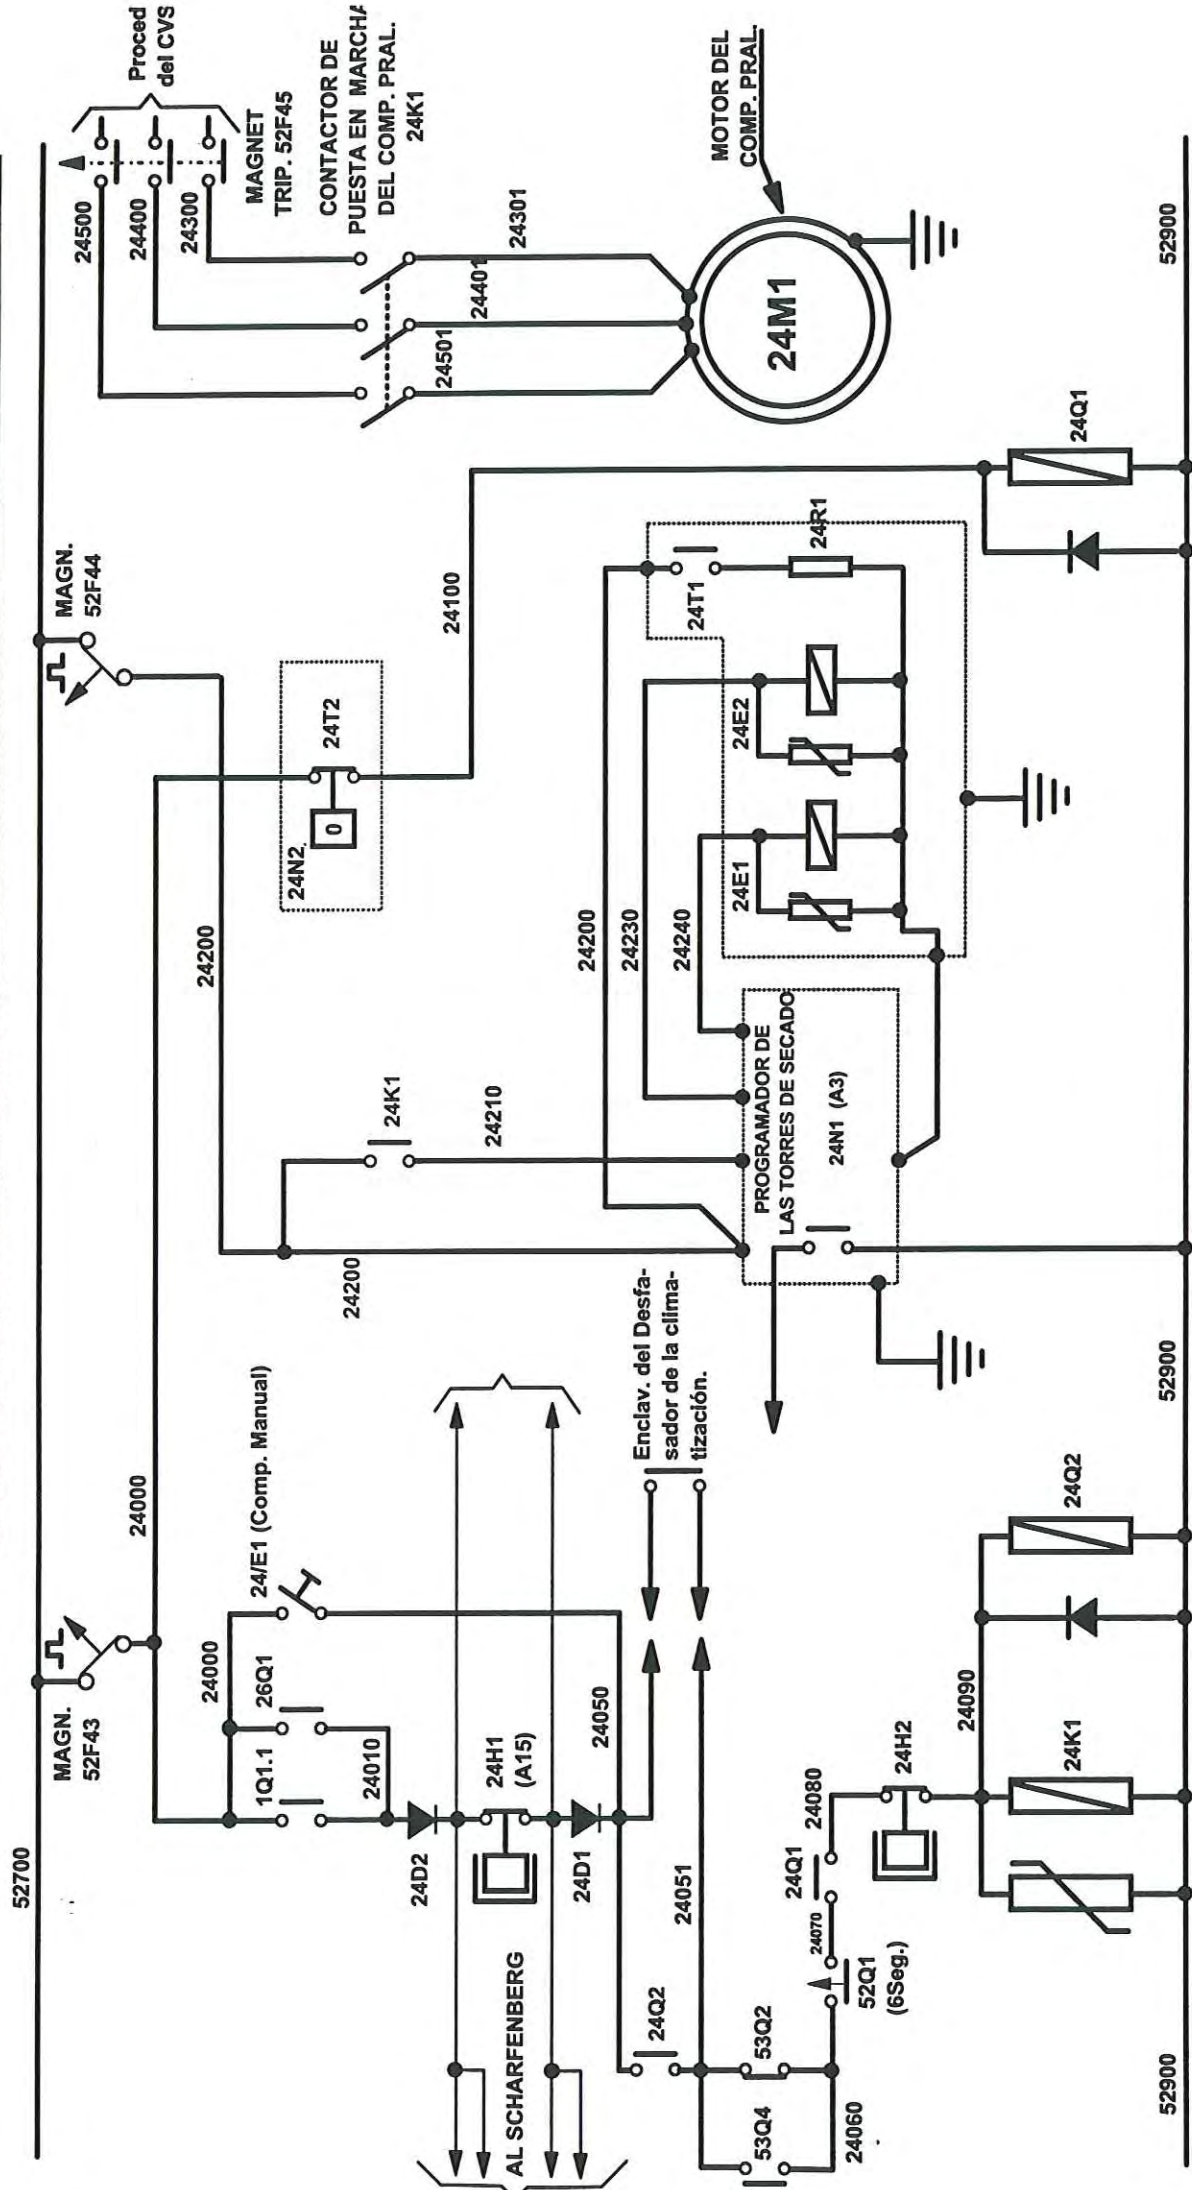 52700
MAGN.
52F43
24000
24000
1Q1.1
26Q1
24/E1 (Comp. Manual)
24010
24D2
24H1
(A15)
24D1
24050
AL SCHARFENBERG
Enclav. del Desfa-
sador de la clima-
tización.
24Q2
24051
53Q4
53Q2
24060
52Q1
(6Seg.)
24070
24Q1
24080
24H2
24090
24K1
24Q2
52900
52900
MAGN.
52F44
24200
24200
24K1
24210
24N2
0
24T2
24100
24200
24230
24240
PROGRAMADOR DE
LAS TORRES DE SECADO
24N1 (A3)
24E1
24E2
24T1
24R1
24Q1
24500
24400
24300
Proced
del CVS
MAGNET
TRIP. 52F45
CONTACTOR DE
PUESTA EN MARCHA
DEL COMP. PRAL.
24K1
24501
24401
24301
24M1
MOTOR DEL
COMP. PRAL.
52900